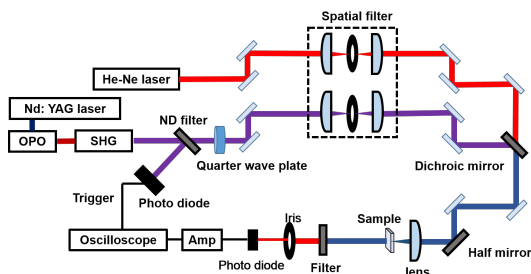 Spatial filter
He-Ne laser
Nd: YAG laser
ND filter
OPO
SHG
Quarter wave plate
Dichroic mirror
Trigger
Photo diode
Iris
Sample
Oscilloscope
Amp
Half mirror
Photo diode
Filter
lens